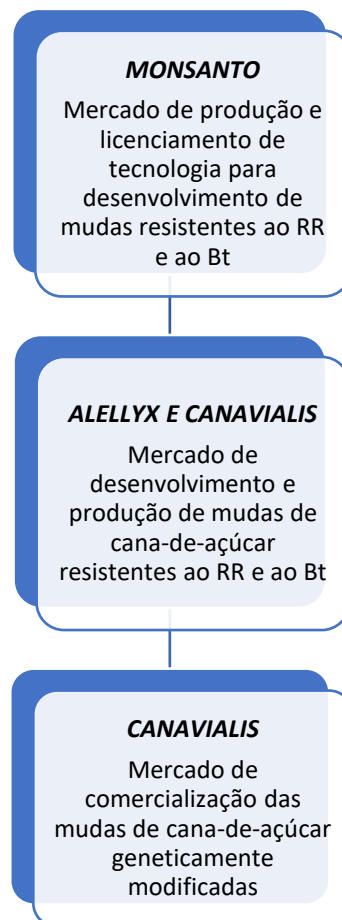 MONSANTO
Mercado de produção e
licenciamento de
tecnologia para
desenvolvimento de
mudas resistentes ao RR
e ao Bt
ALELLYX E CANAVIALIS
Mercado de
desenvolvimento e
produção de mudas de
cana-de-açúcar
resistentes ao RR e ao Bt
CANAVIALIS
Mercado de
comercialização das
mudas de cana-de-açúcar
geneticamente
modificadas